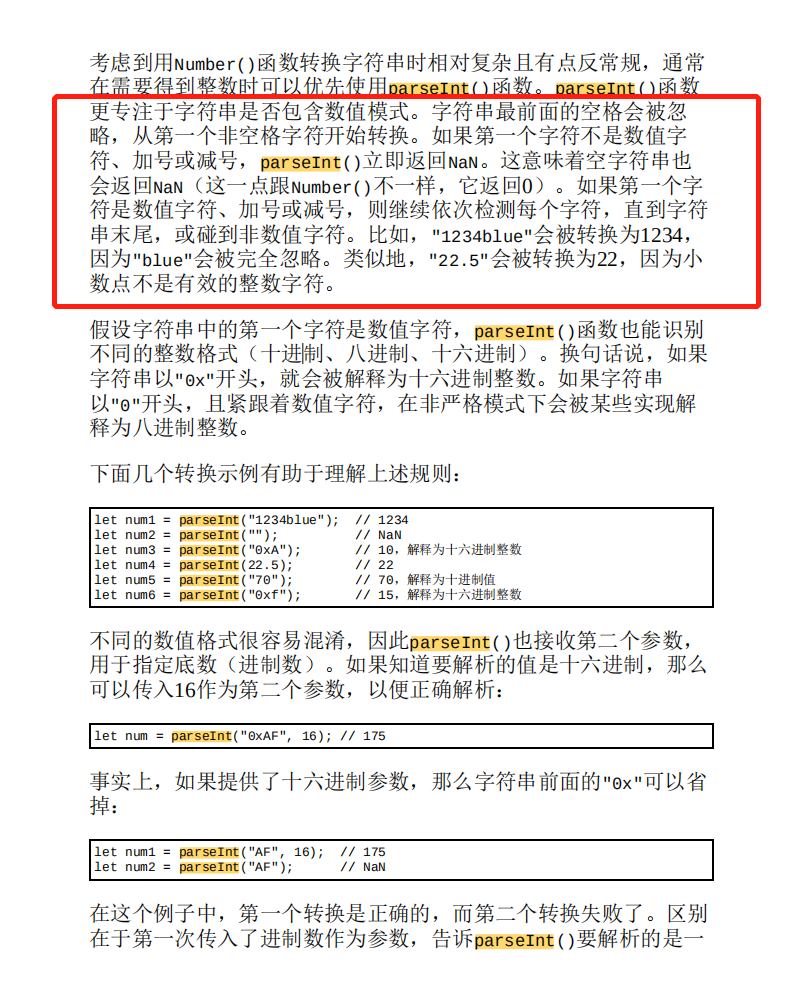 考虑到用Number()函数转换字符串时相对复杂且有点反常规，通常
在需要得到整数时可以优先使用parseInt()函数。parseInt()函数
更专注于字符串是否包含数值模式。字符串最前面的空格会被忽
略，从第一个非空格字符开始转换。如果第一个字符不是数值字
符、加号或减号，parseInt()立即返回NaN。这意味着空字符串也
会返回NaN（这一点跟Number()不一样，它返回0）。如果第一个字
符是数值字符、加号或减号，则继续依次检测每个字符，直到字符
串末尾，或碰到非数值字符。比如，"1234blue"会被转换为1234，
因为"blue"会被完全忽略。类似地，"22.5"会被转换为22，因为小
数点不是有效的整数字符。
假设字符串中的第一个字符是数值字符，parseInt()函数也能识别
不同的整数格式（十进制、八进制、十六进制）。换句话说，如果
字符串以"0x"开头，就会被解释为十六进制整数。如果字符串
以"0"开头，且紧跟着数值字符，在非严格模式下会被某些实现解
释为八进制整数。
下面几个转换示例有助于理解上述规则：
let num1 = parseInt("1234blue");  // 1234
let num2 = parseInt("");          // NaN
let num3 = parseInt("0xA");       // 10，解释为十六进制整数
let num4 = parseInt(22.5);        // 22
let num5 = parseInt("70");        // 70，解释为十进制值
let num6 = parseInt("0xf");       // 15，解释为十六进制整数
不同的数值格式很容易混淆，因此parseInt()也接收第二个参数，
用于指定底数（进制数）。如果知道要解析的值是十六进制，那么
可以传入16作为第二个参数，以便正确解析：
let num = parseInt("0xAF", 16); // 175
事实上，如果提供了十六进制参数，那么字符串前面的"0x"可以省
掉：
let num1 = parseInt("AF", 16);  // 175
let num2 = parseInt("AF");      // NaN
在这个例子中，第一个转换是正确的，而第二个转换失败了。区别
在于第一次传入了进制数作为参数，告诉parseInt()要解析的是一